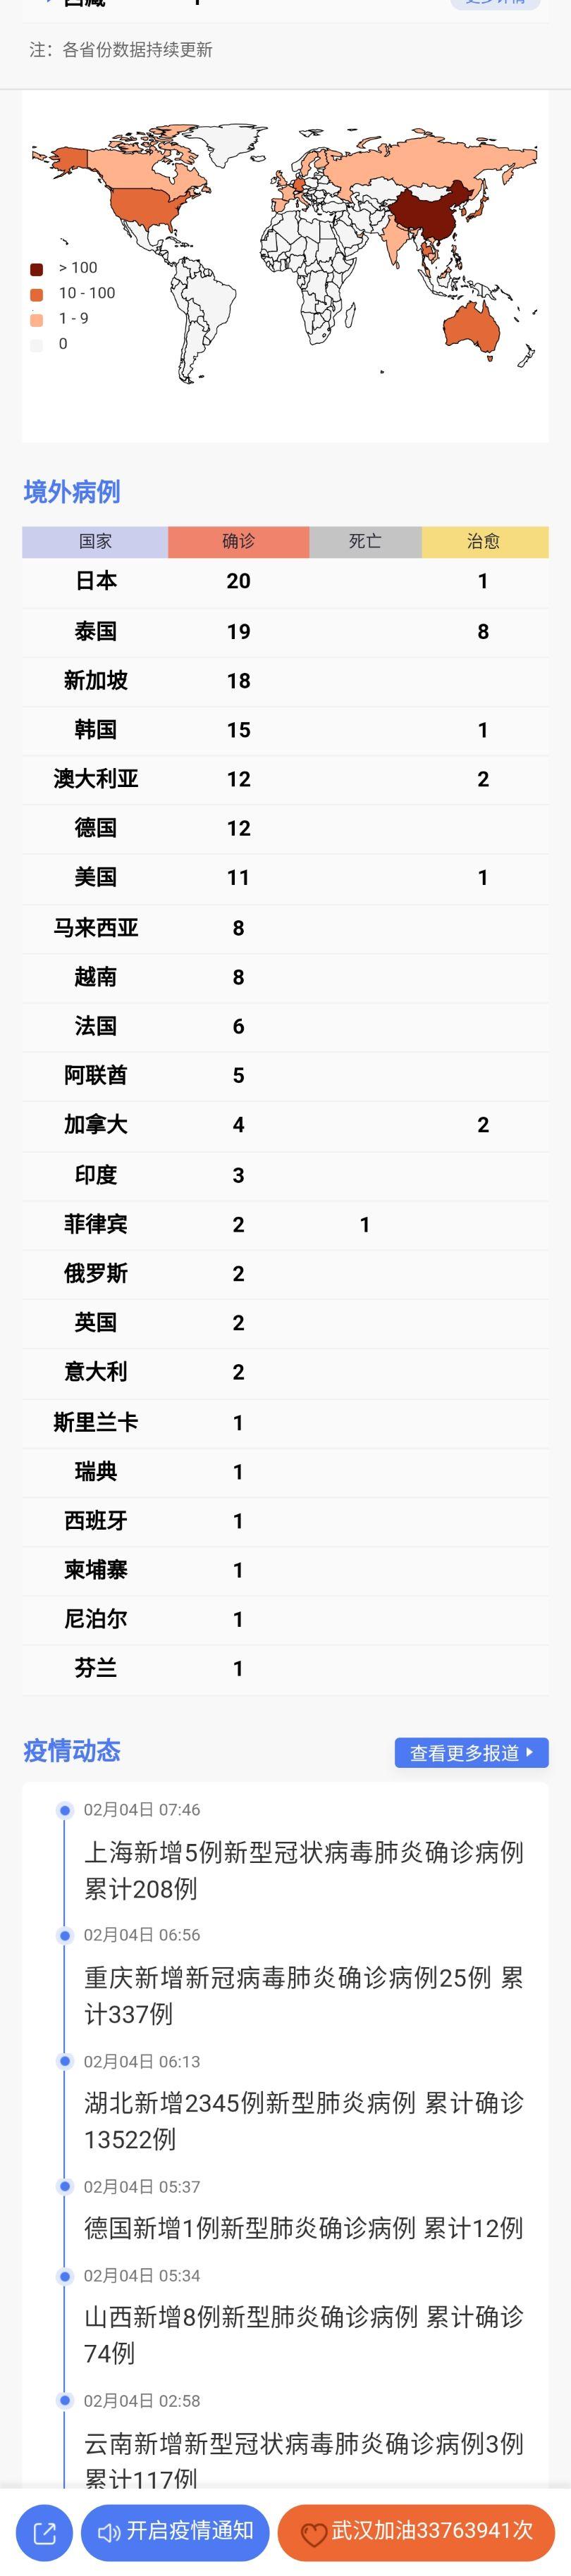 注：各省份数据持续更新
> 100
10 - 100
1 - 9
0
境外病例
国家 确诊 死亡 治愈
日本 20 1
泰国 19 8
新加坡 18
韩国 15 1
澳大利亚 12 2
德国 12
美国 11 1
马来西亚 8
越南 8
法国 6
阿联酋 5
加拿大 4 2
印度 3
菲律宾 2 1
俄罗斯 2
英国 2
意大利 2
斯里兰卡 1
瑞典 1
西班牙 1
柬埔寨 1
尼泊尔 1
芬兰 1
疫情动态
查看更多报道
02月04日 07:46
上海新增5例新型冠状病毒肺炎确诊病例
累计208例
02月04日 06:56
重庆新增新冠病毒肺炎确诊病例25例 累
计337例
02月04日 06:13
湖北新增2345例新型肺炎病例 累计确诊
13522例
02月04日 05:37
德国新增1例新型肺炎确诊病例 累计12例
02月04日 05:34
山西新增8例新型肺炎确诊病例 累计确诊
74例
02月04日 02:58
云南新增新型冠状病毒肺炎确诊病例3例
累计117例
开启疫情通知
武汉加油33763941次